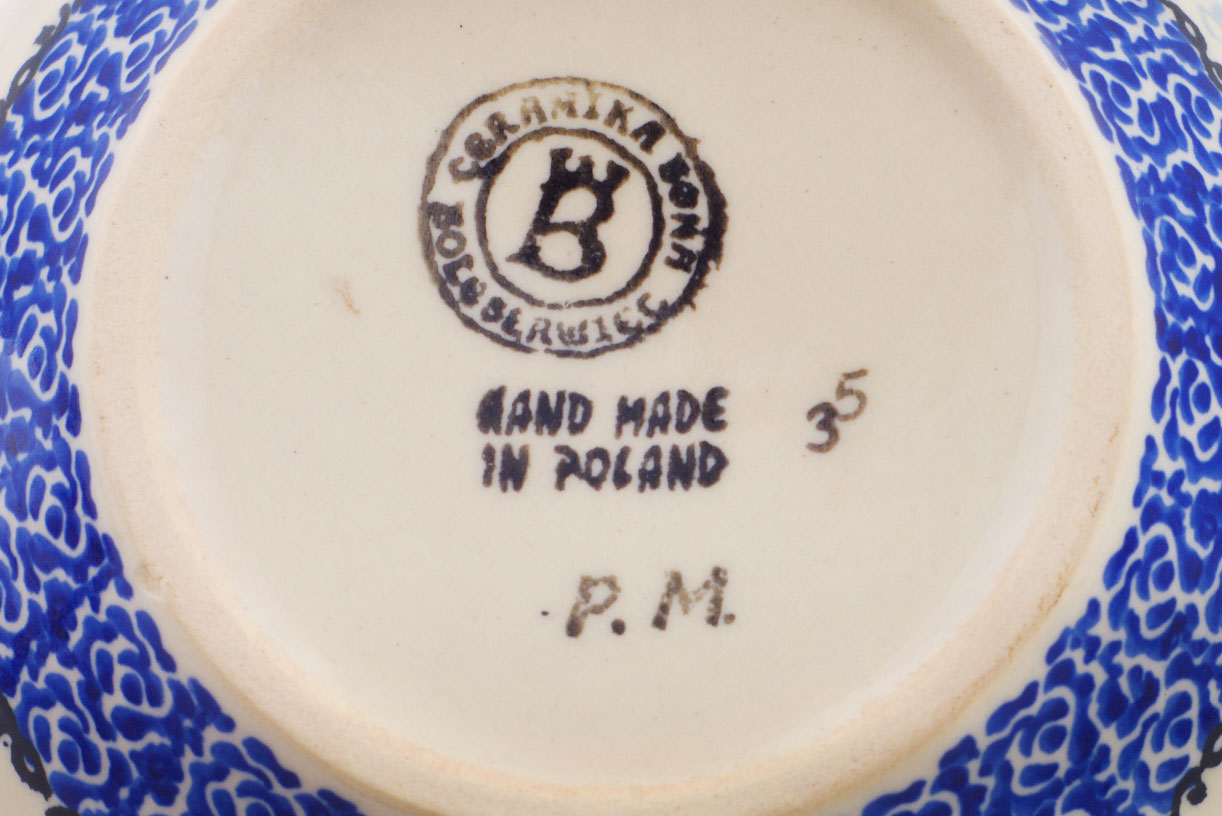 CERAMIKA BONA
BOLESŁAWIEC
B
HAND MADE
IN POLAND
35
P. M.